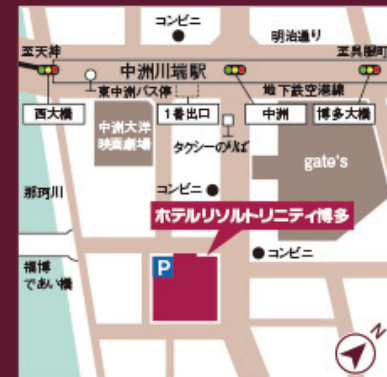 コンビニ
明治通り
至天神
至呉服町
中洲川端駅
東中洲バス停
地下鉄空港線
西大橋
1番出口
中洲
博多大橋
中洲大洋
映画劇場
タクシーのりば
gate's
那珂川
コンビニ
ホテルリソルトリニティ博多
コンビニ
P
福博
であい橋
N